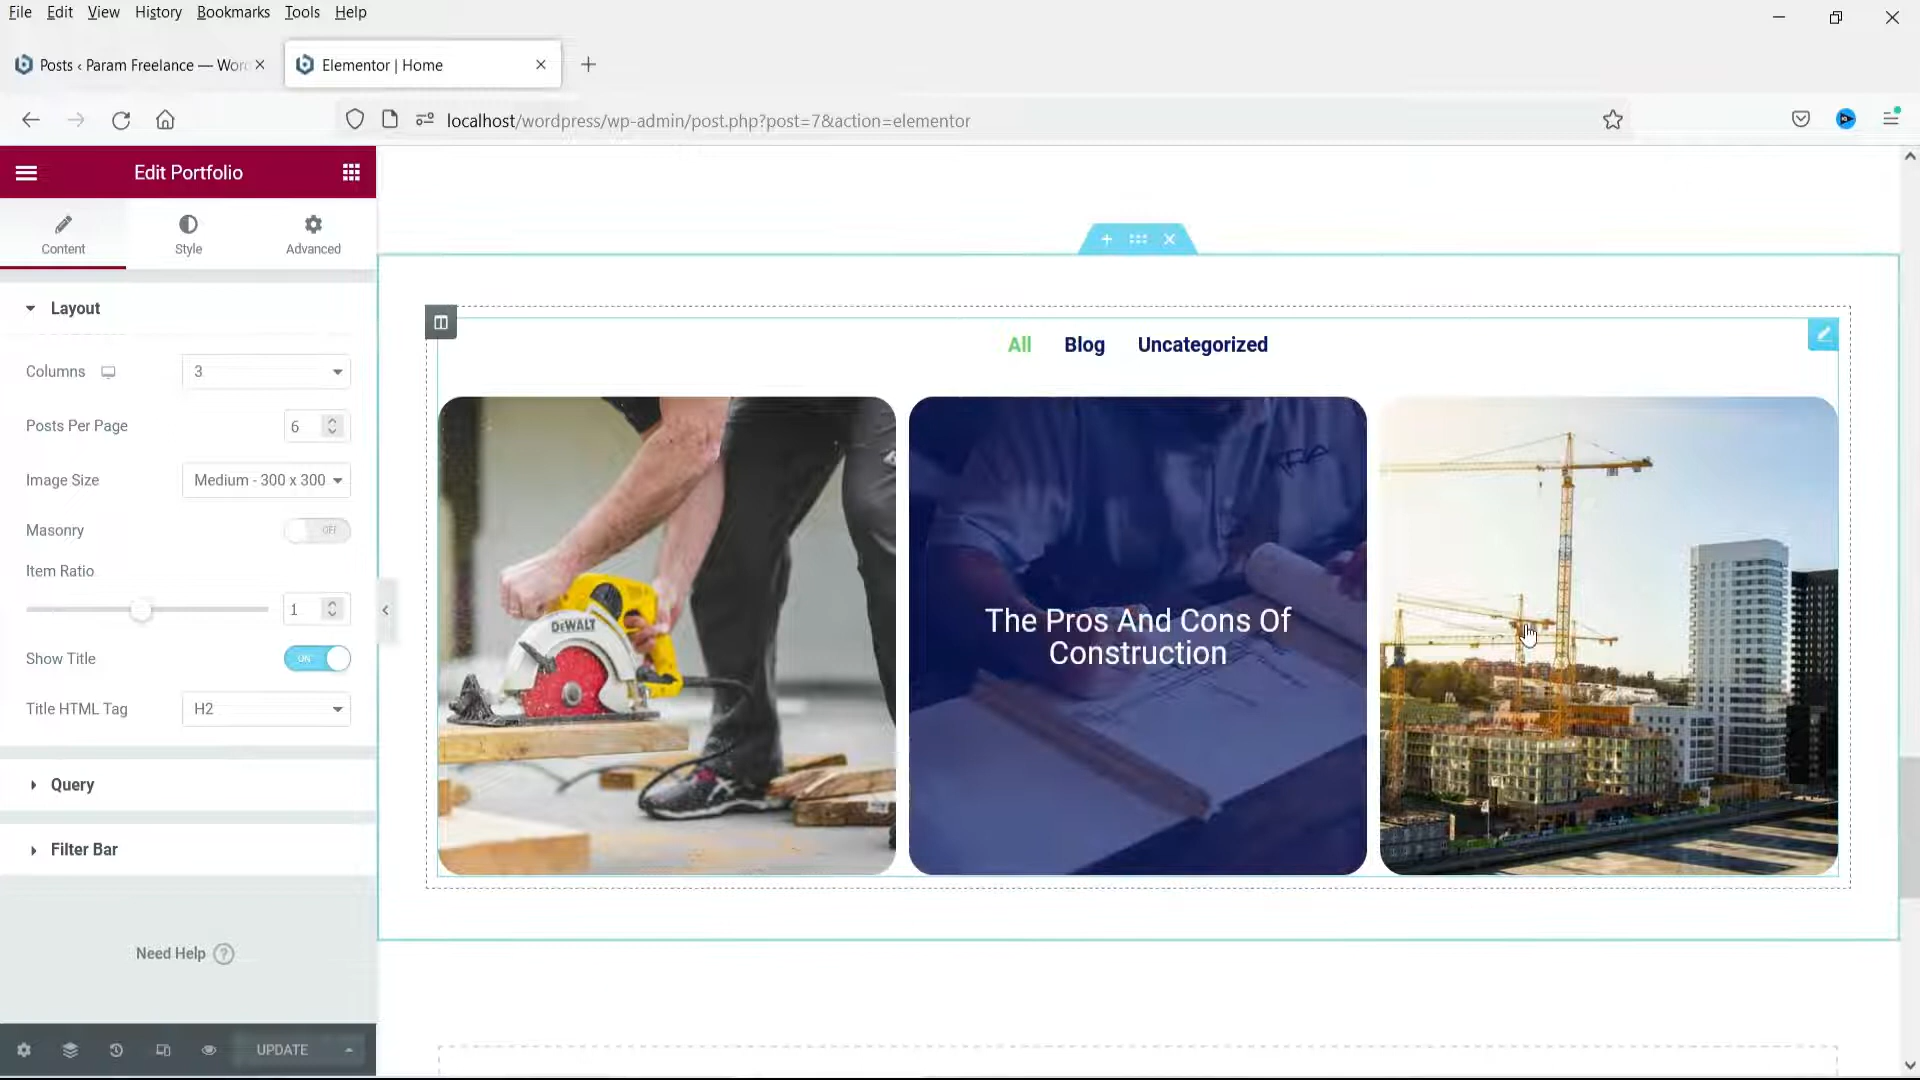 File Edit View History Bookmarks Tools Help
Posts ‹ Param Freelance — Word
Elementor | Home
localhost/wordpress/wp-admin/post.php?post=7&action=elementor
Edit Portfolio
Content Style Advanced
Layout
Columns 3
Posts Per Page 6
Image Size Medium - 300 x 300
Masonry OFF
Item Ratio
1
Show Title ON
Title HTML Tag H2
Query
Filter Bar
Need Help ?
UPDATE
All Blog Uncategorized
DEWALT
The Pros And Cons Of
Construction